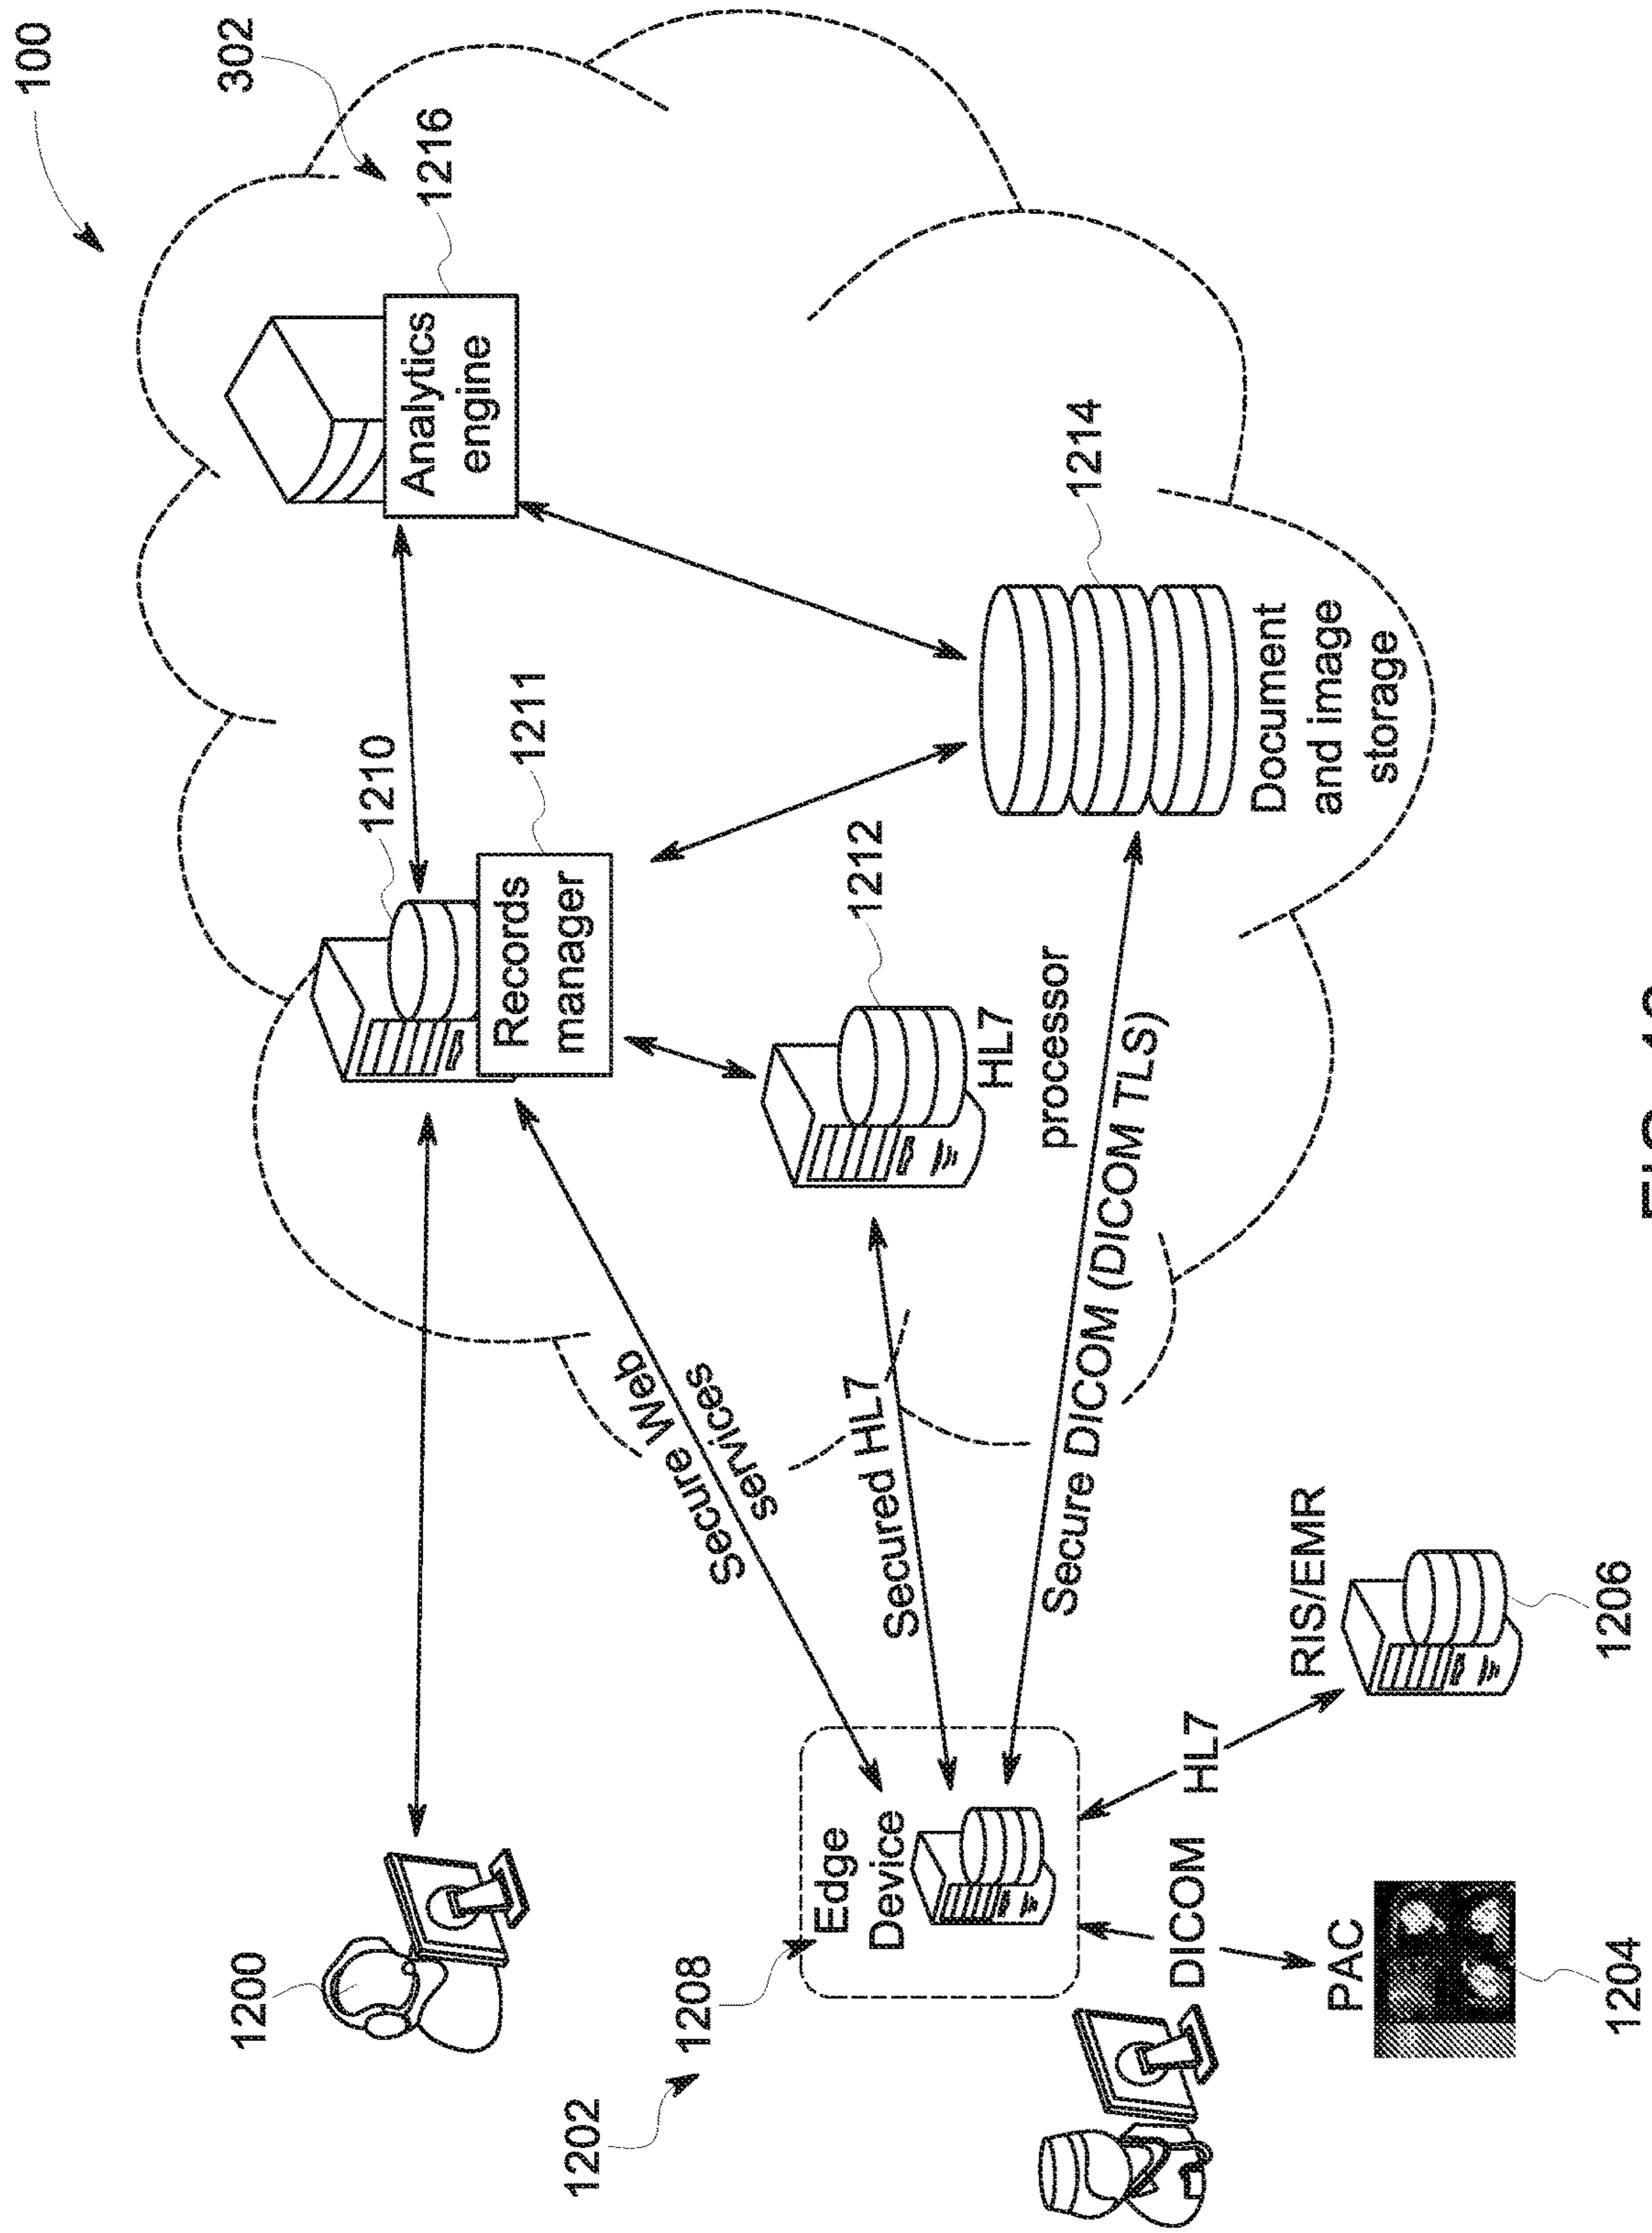 100
302
1200
1216
1210
Analytics
engine
1211
Records
manager
1202
1208
Secure Web
services
Edge
Device
1212
Secured HL7
HL7
processor
1214
Secure DICOM (DICOM TLS)
DICOM
HL7
Document
and image
storage
RIS/EMR
PAC
1204
1206